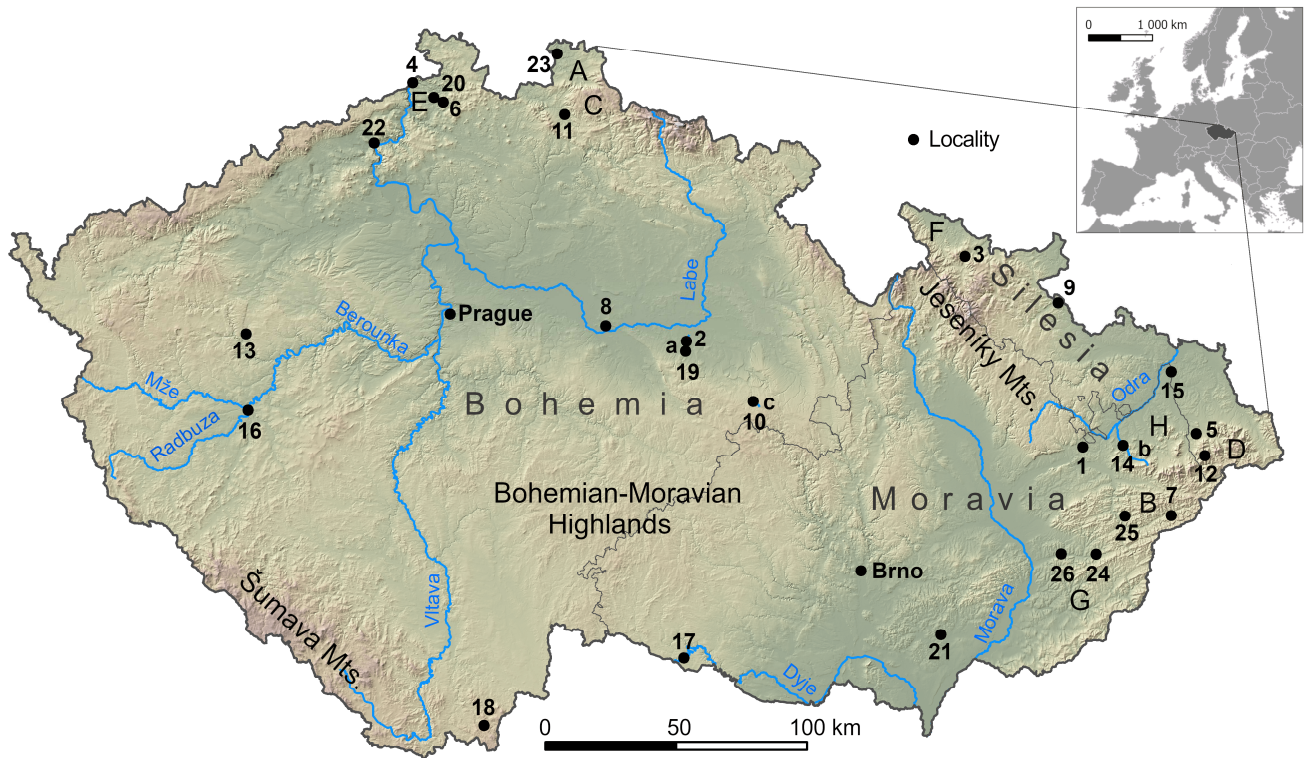 0 1 000 km
4
23
A
20
E
6
C
11
22
Locality
F
3
Silesia
9
Labe
Jeseníky Mts.
Prague
8
Berounka
2
a
19
13
Odra
15
Mže
Bohemia
c
10
Radbuza
16
H
5
b
D
1
14
12
Bohemian-Moravian
Highlands
Moravia
B
7
25
Brno
26
24
G
Šumava Mts.
Vltava
Morava
17
21
Dyje
18
0 50 100 km